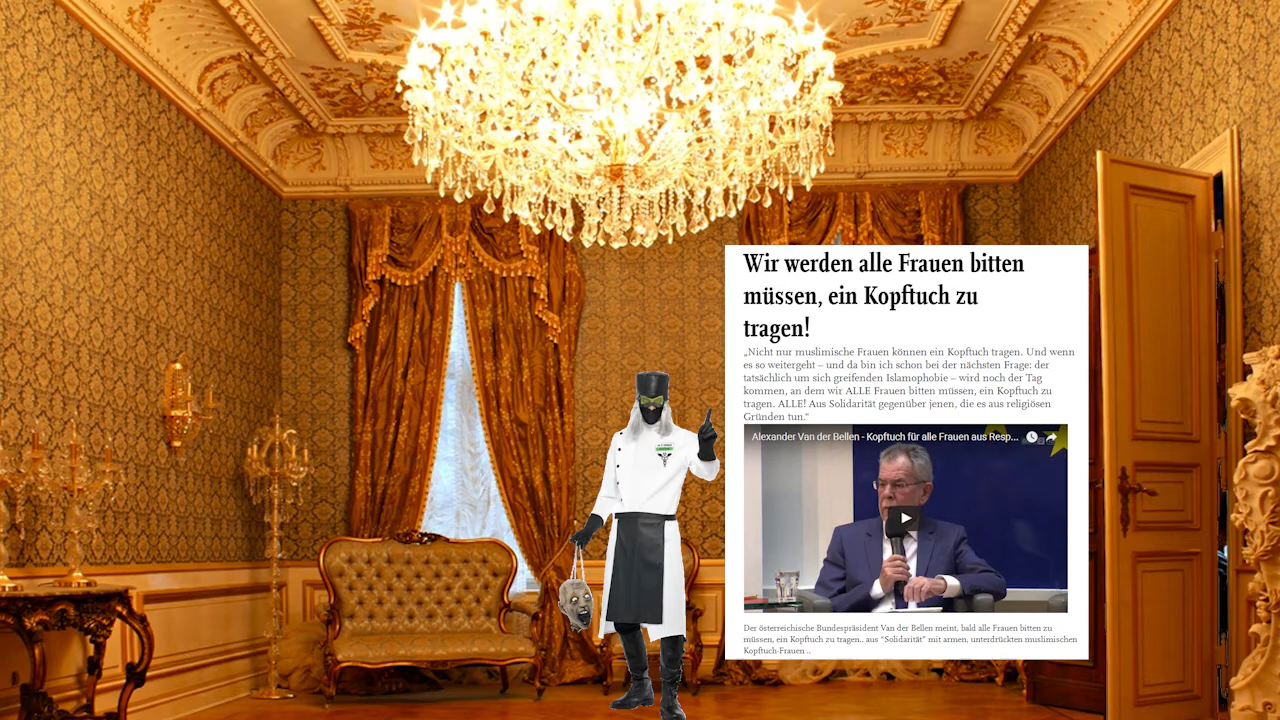 Wir werden alle Frauen bitten
müssen, ein Kopftuch zu
tragen!
„Nicht nur muslimische Frauen können ein Kopftuch tragen. Und wenn
es so weitergeht – und da bin ich schon bei der nächsten Frage: der
tatsächlich um sich greifenden Islamophobie – wird noch der Tag
kommen, an dem wir ALLE Frauen bitten müssen, ein Kopftuch zu
tragen. ALLE! Aus Solidarität gegenüber jenen, die es aus religiösen
Gründen tun.“
Alexander Van der Bellen - Kopftuch für alle Frauen aus Resp...
Der österreichische Bundespräsident Van der Bellen meint, bald alle Frauen bitten zu
müssen, ein Kopftuch zu tragen.. aus “Solidarität” mit armen, unterdrückten muslimischen
Kopftuch-Frauen ..